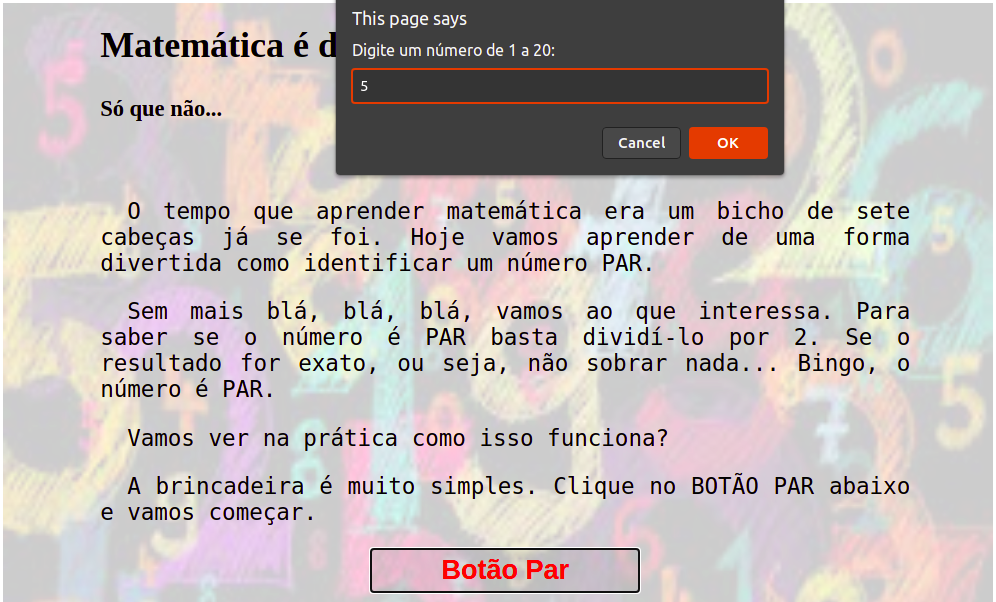 Matemática é d
This page says
Digite um número de 1 a 20:
5
Cancel OK
Só que não...
O tempo que aprender matemática era um bicho de sete
cabeças já se foi. Hoje vamos aprender de uma forma
divertida como identificar um número PAR.
Sem mais blá, blá, blá, vamos ao que interessa. Para
saber se o número é PAR basta dividí-lo por 2. Se o
resultado for exato, ou seja, não sobrar nada... Bingo, o
número é PAR.
Vamos ver na prática como isso funciona?
A brincadeira é muito simples. Clique no BOTÃO PAR abaixo
e vamos começar.
Botão Par